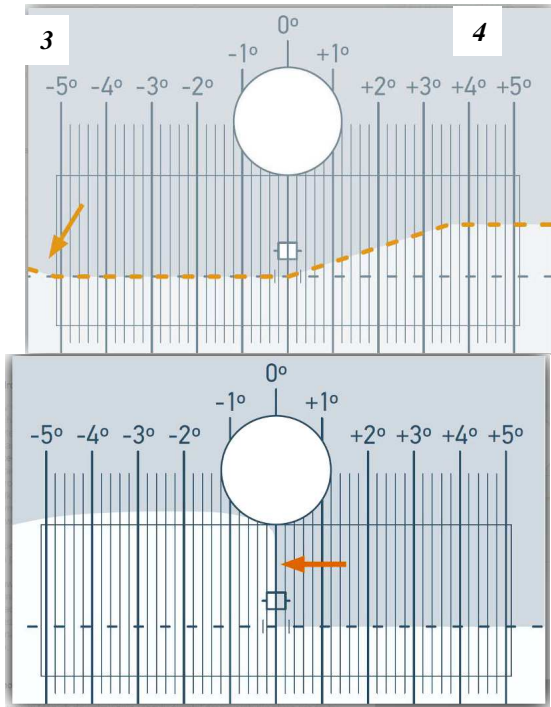 3 0º 4
-1º +1º
-5º -4º -3º -2º +2º +3º +4º +5º
0º
-1º +1º
-5º -4º -3º -2º +2º +3º +4º +5º